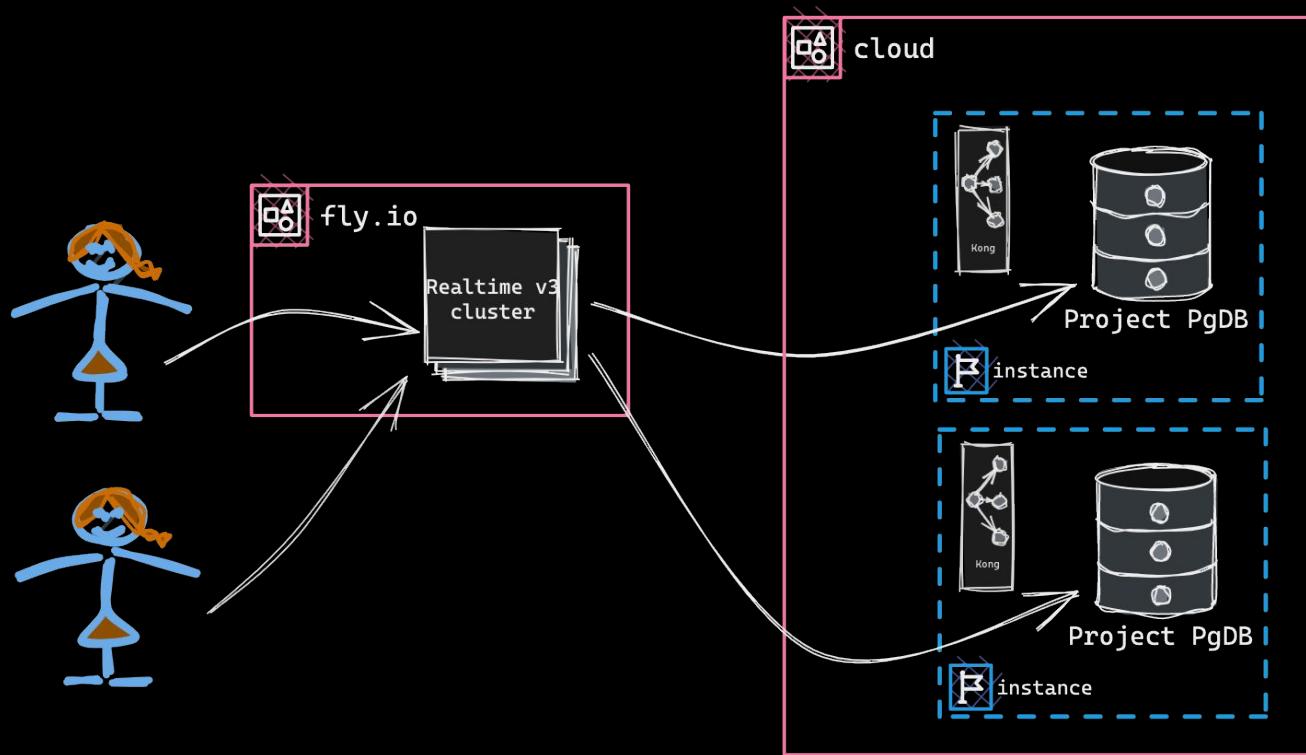 cloud
fly.io
Realtime v3
cluster
Kong
Project PgDB
instance
Kong
Project PgDB
instance